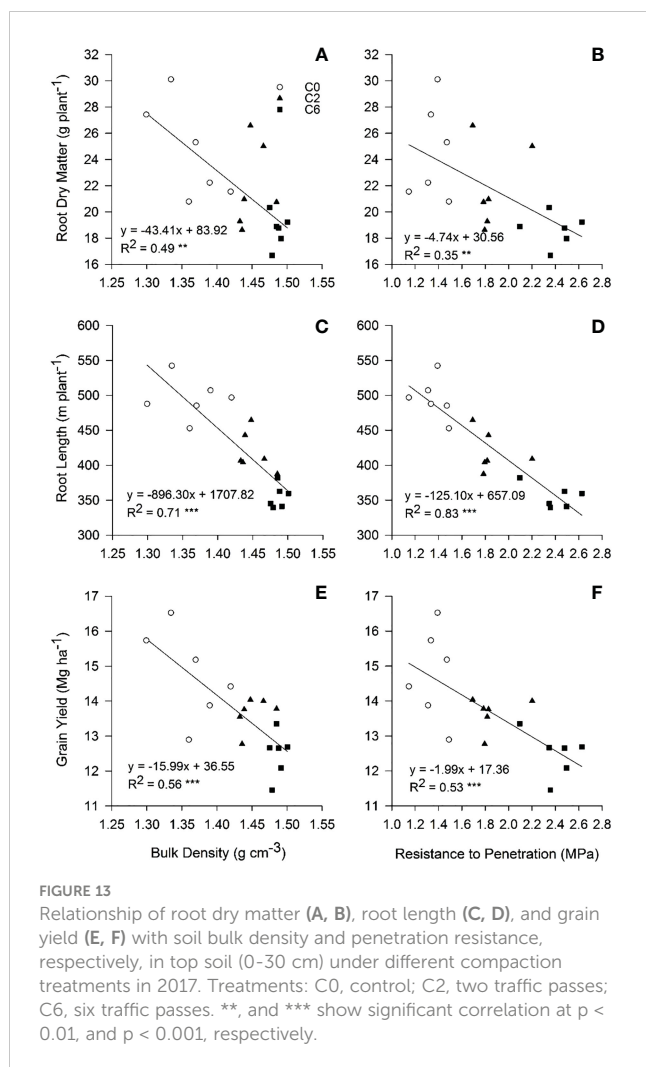 A
B
Root Dry Matter (g plant⁻¹)
32
30
28
26
24
22
20
18
16
C0
C2
C6
y = -43.41x + 83.92
R² = 0.49 **
1.25 1.30 1.35 1.40 1.45 1.50 1.55
32
30
28
26
24
22
20
18
16
y = -4.74x + 30.56
R² = 0.35 **
1.0 1.2 1.4 1.6 1.8 2.0 2.2 2.4 2.6 2.8
C
D
Root Length (m plant⁻¹)
600
550
500
450
400
350
300
y = -896.30x + 1707.82
R² = 0.71 ***
1.25 1.30 1.35 1.40 1.45 1.50 1.55
600
550
500
450
400
350
300
y = -125.10x + 657.09
R² = 0.83 ***
1.0 1.2 1.4 1.6 1.8 2.0 2.2 2.4 2.6 2.8
E
F
Grain Yield (Mg ha⁻¹)
17
16
15
14
13
12
11
y = -15.99x + 36.55
R² = 0.56 ***
1.25 1.30 1.35 1.40 1.45 1.50 1.55
Bulk Density (g cm⁻³)
17
16
15
14
13
12
11
y = -1.99x + 17.36
R² = 0.53 ***
1.0 1.2 1.4 1.6 1.8 2.0 2.2 2.4 2.6 2.8
Resistance to Penetration (MPa)
FIGURE 13
Relationship of root dry matter (A, B), root length (C, D), and grain
yield (E, F) with soil bulk density and penetration resistance,
respectively, in top soil (0-30 cm) under different compaction
treatments in 2017. Treatments: C0, control; C2, two traffic passes;
C6, six traffic passes. **, and *** show significant correlation at p <
0.01, and p < 0.001, respectively.